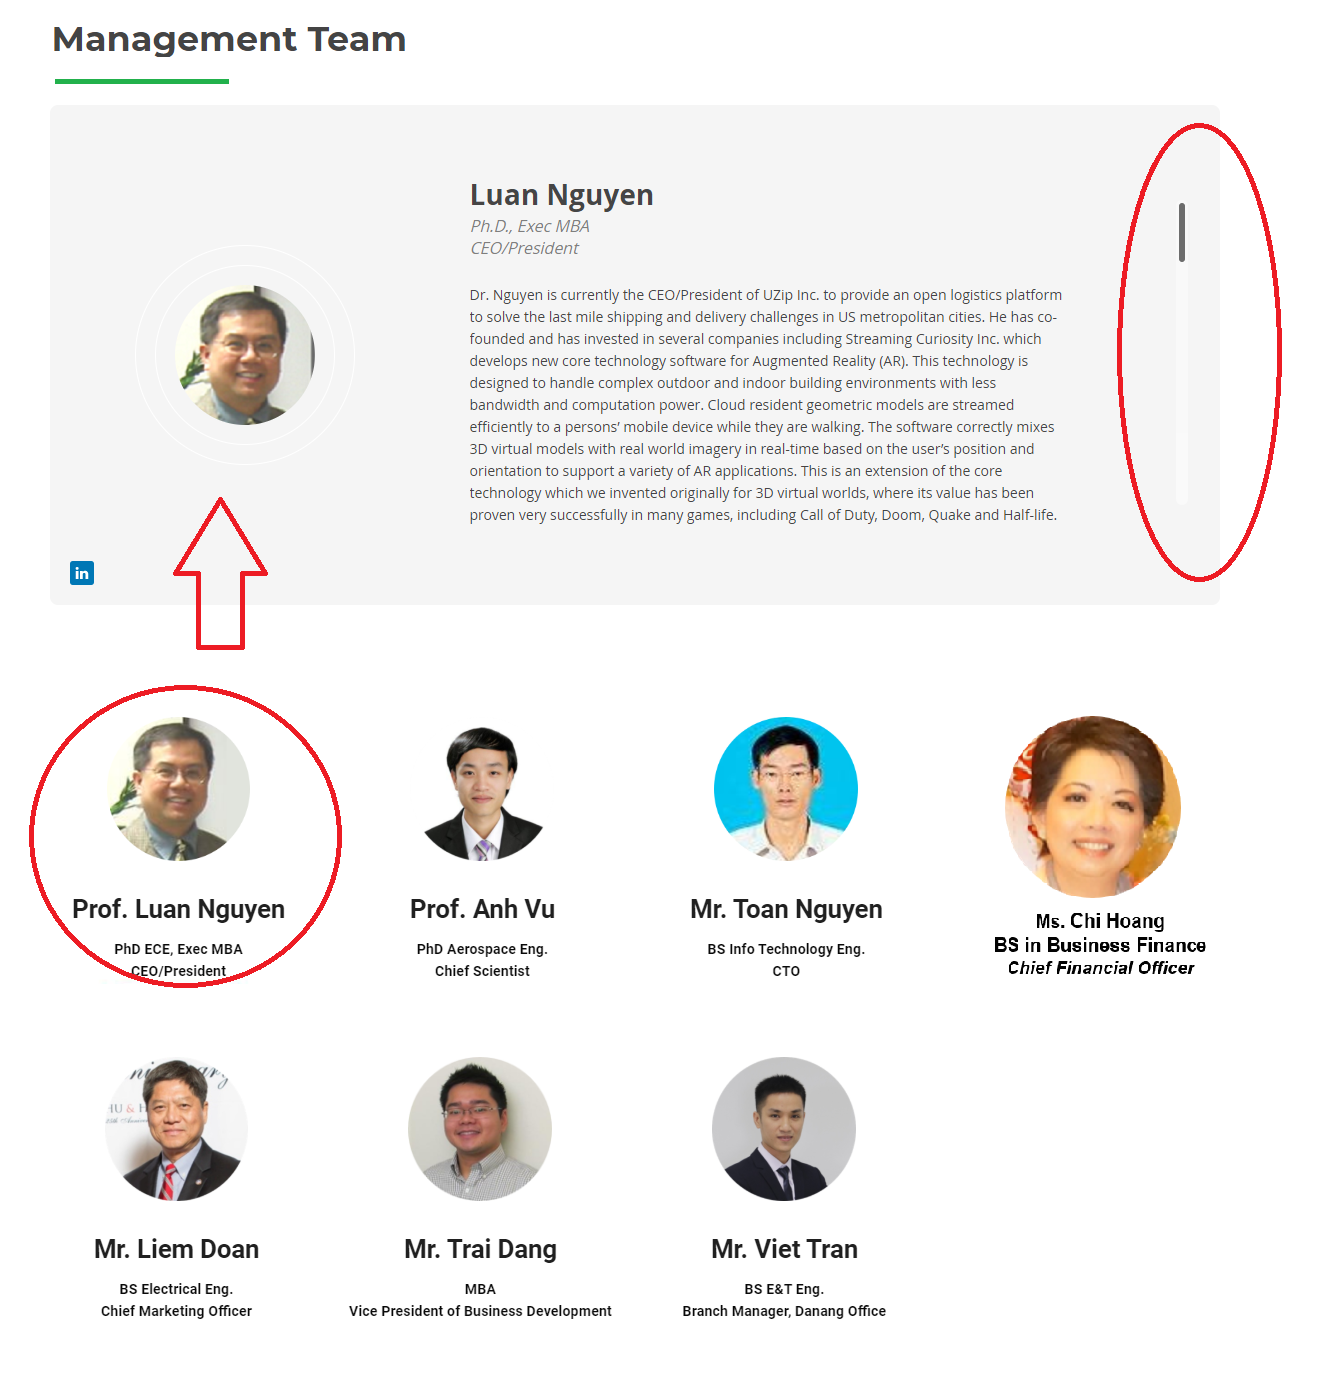 Management Team
Luan Nguyen
Ph.D., Exec MBA
CEO/President
Dr. Nguyen is currently the CEO/President of UZip Inc. to provide an open logistics platform
to solve the last mile shipping and delivery challenges in US metropolitan cities. He has co-
founded and has invested in several companies including Streaming Curiosity Inc. which
develops new core technology software for Augmented Reality (AR). This technology is
designed to handle complex outdoor and indoor building environments with less
bandwidth and computation power. Cloud resident geometric models are streamed
efficiently to a persons’ mobile device while they are walking. The software correctly mixes
3D virtual models with real world imagery in real-time based on the user’s position and
orientation to support a variety of AR applications. This is an extension of the core
technology which we invented originally for 3D virtual worlds, where its value has been
proven very successfully in many games, including Call of Duty, Doom, Quake and Half-life.
in
Prof. Luan Nguyen
PhD ECE, Exec MBA
CEO/President
Prof. Anh Vu
PhD Aerospace Eng.
Chief Scientist
Mr. Toan Nguyen
BS Info Technology Eng.
CTO
Ms. Chi Hoang
BS in Business Finance
Chief Financial Officer
Mr. Liem Doan
BS Electrical Eng.
Chief Marketing Officer
Mr. Trai Dang
MBA
Vice President of Business Development
Mr. Viet Tran
BS E&T Eng.
Branch Manager, Danang Office